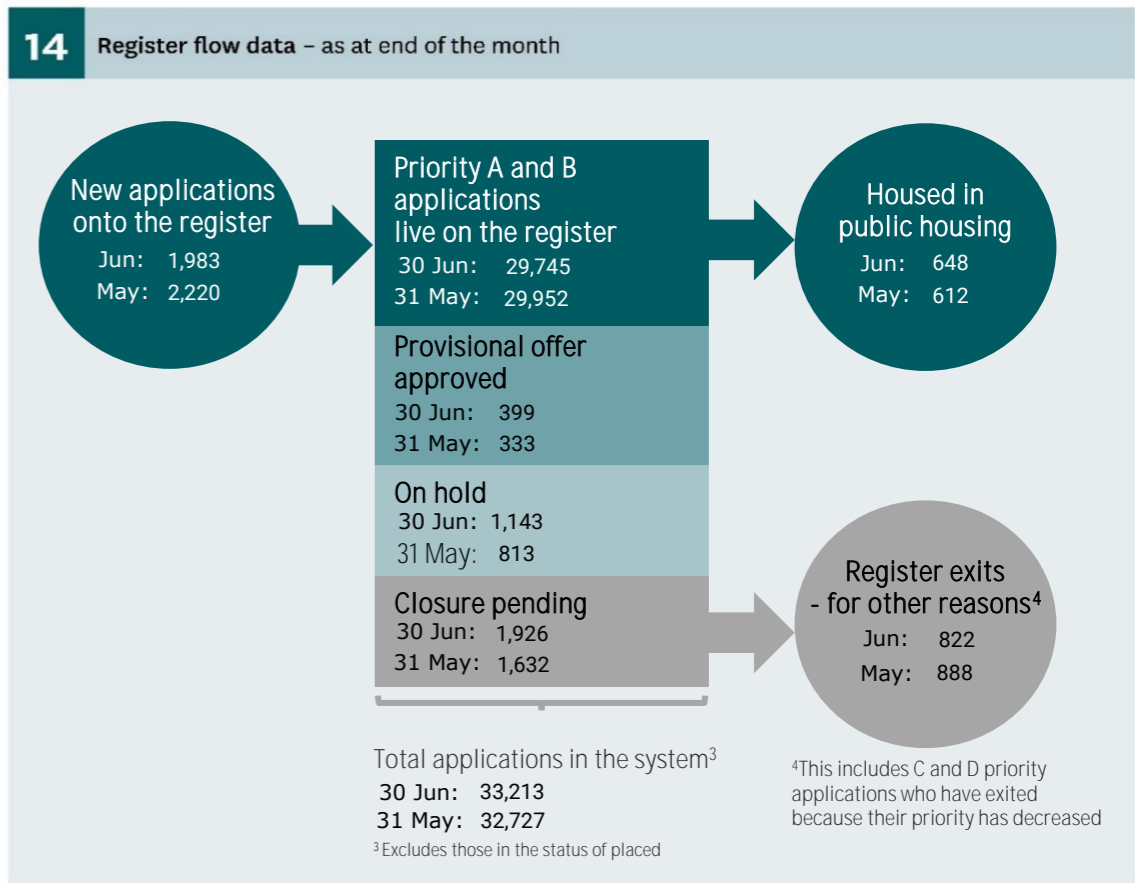 14 Register flow data – as at end of the month
New applications
onto the register
Jun: 1,983
May: 2,220
Priority A and B
applications
live on the register
30 Jun: 29,745
31 May: 29,952
Housed in
public housing
Jun: 648
May: 612
Provisional offer
approved
30 Jun: 399
31 May: 333
On hold
30 Jun: 1,143
31 May: 813
Closure pending
30 Jun: 1,926
31 May: 1,632
Register exits
- for other reasons⁴
Jun: 822
May: 888
Total applications in the system³
30 Jun: 33,213
31 May: 32,727
³ Excludes those in the status of placed
⁴This includes C and D priority
applications who have exited
because their priority has decreased